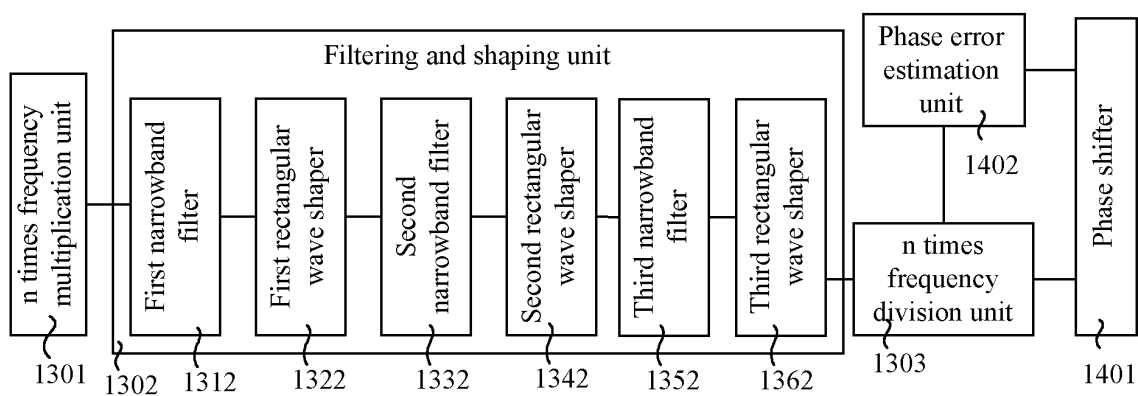 n times frequency
multiplication unit
Filtering and shaping unit
First narrowband
filter
First rectangular
wave shaper
Second
narrowband filter
Second rectangular
wave shaper
Third narrowband
filter
Third rectangular
wave shaper
Phase error
estimation
unit
n times
frequency
division unit
Phase shifter
1301
1302
1312
1322
1332
1342
1352
1362
1303
1402
1401